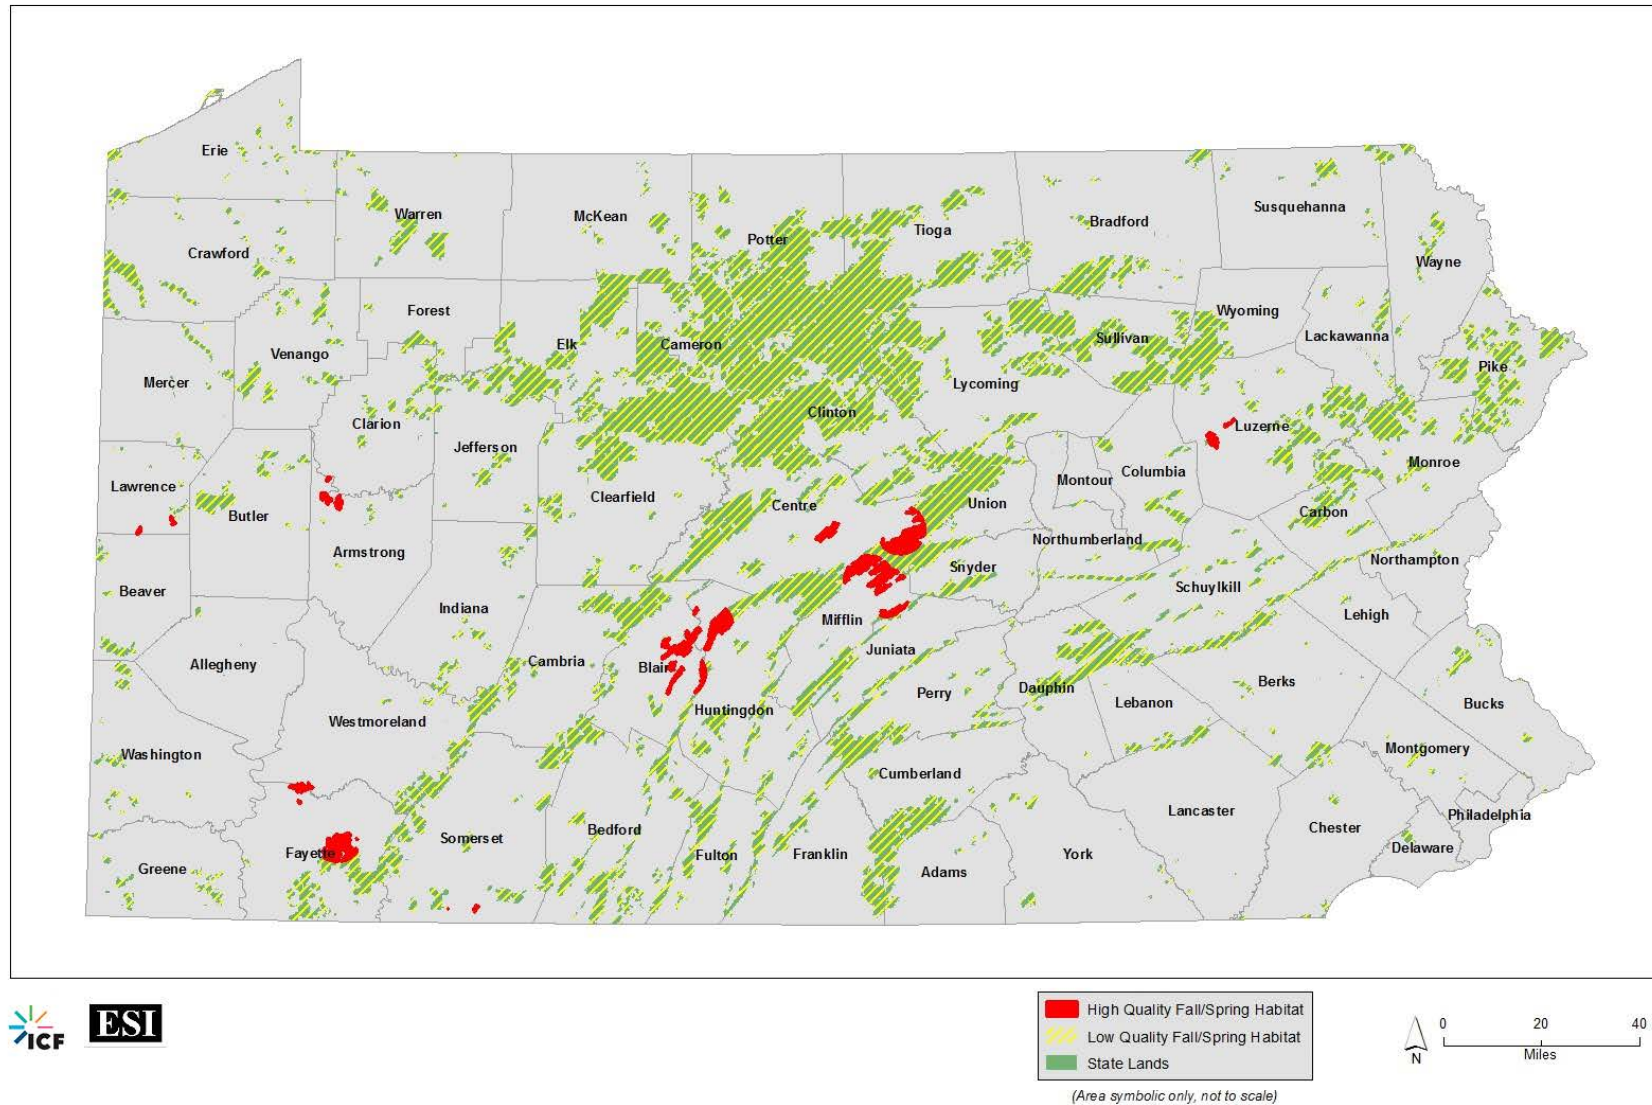 Erie
Warren
McKean
Potter
Tioga
Bradford
Susquehanna
Crawford
Wayne
Forest
Wyoming
Venango
Elk
Cameron
Sullivan
Lackawanna
Mercer
Lycoming
Pike
Clarion
Clinton
Luzerne
Jefferson
Monroe
Lawrence
Clearfield
Montour
Columbia
Butler
Centre
Union
Carbon
Armstrong
Northumberland
Northampton
Snyder
Beaver
Schuylkill
Indiana
Mifflin
Lehigh
Allegheny
Cambria
Blair
Juniata
Perry
Dauphin
Berks
Lebanon
Bucks
Westmoreland
Huntingdon
Washington
Montgomery
Cumberland
Lancaster
Philadelphia
Somerset
Bedford
Chester
Fayette
Fulton
Franklin
York
Delaware
Greene
Adams
ICF
ESI
High Quality Fall/Spring Habitat
Low Quality Fall/Spring Habitat
State Lands
(Area symbolic only, not to scale)
N
0 20 40
Miles